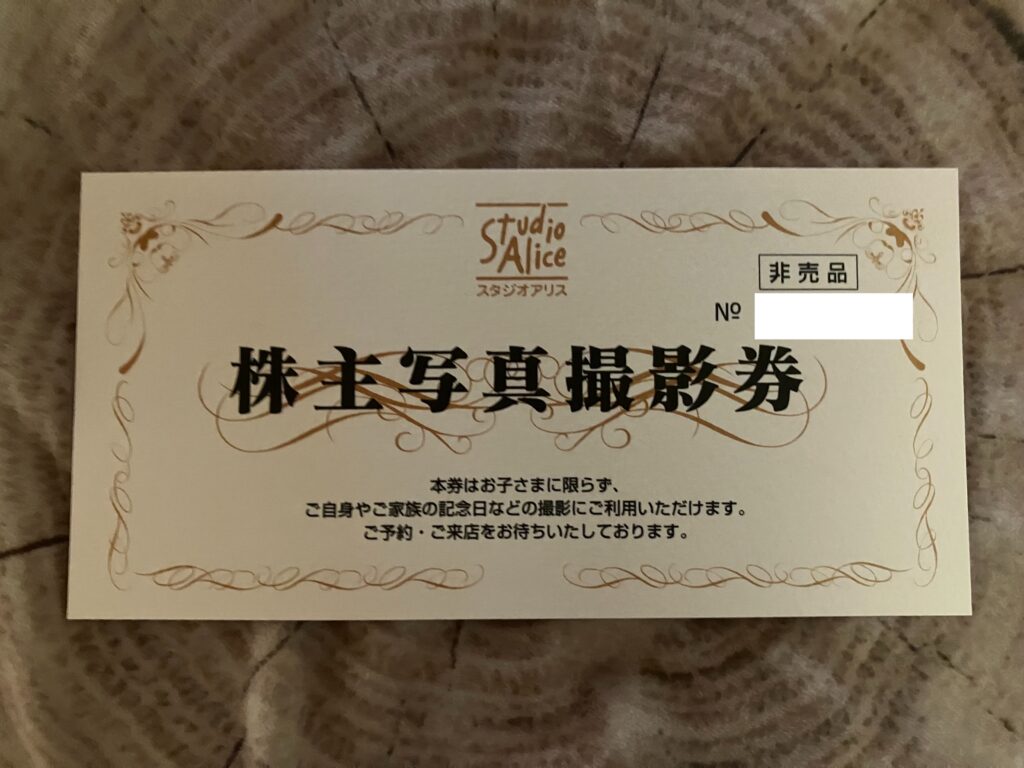 Studio
Alice
スタジオアリス
非売品
№
株主写真撮影券
本券はお子さまに限らず、
ご自身やご家族の記念日などの撮影にご利用いただけます。
ご予約・ご来店をお待ちいたしております。